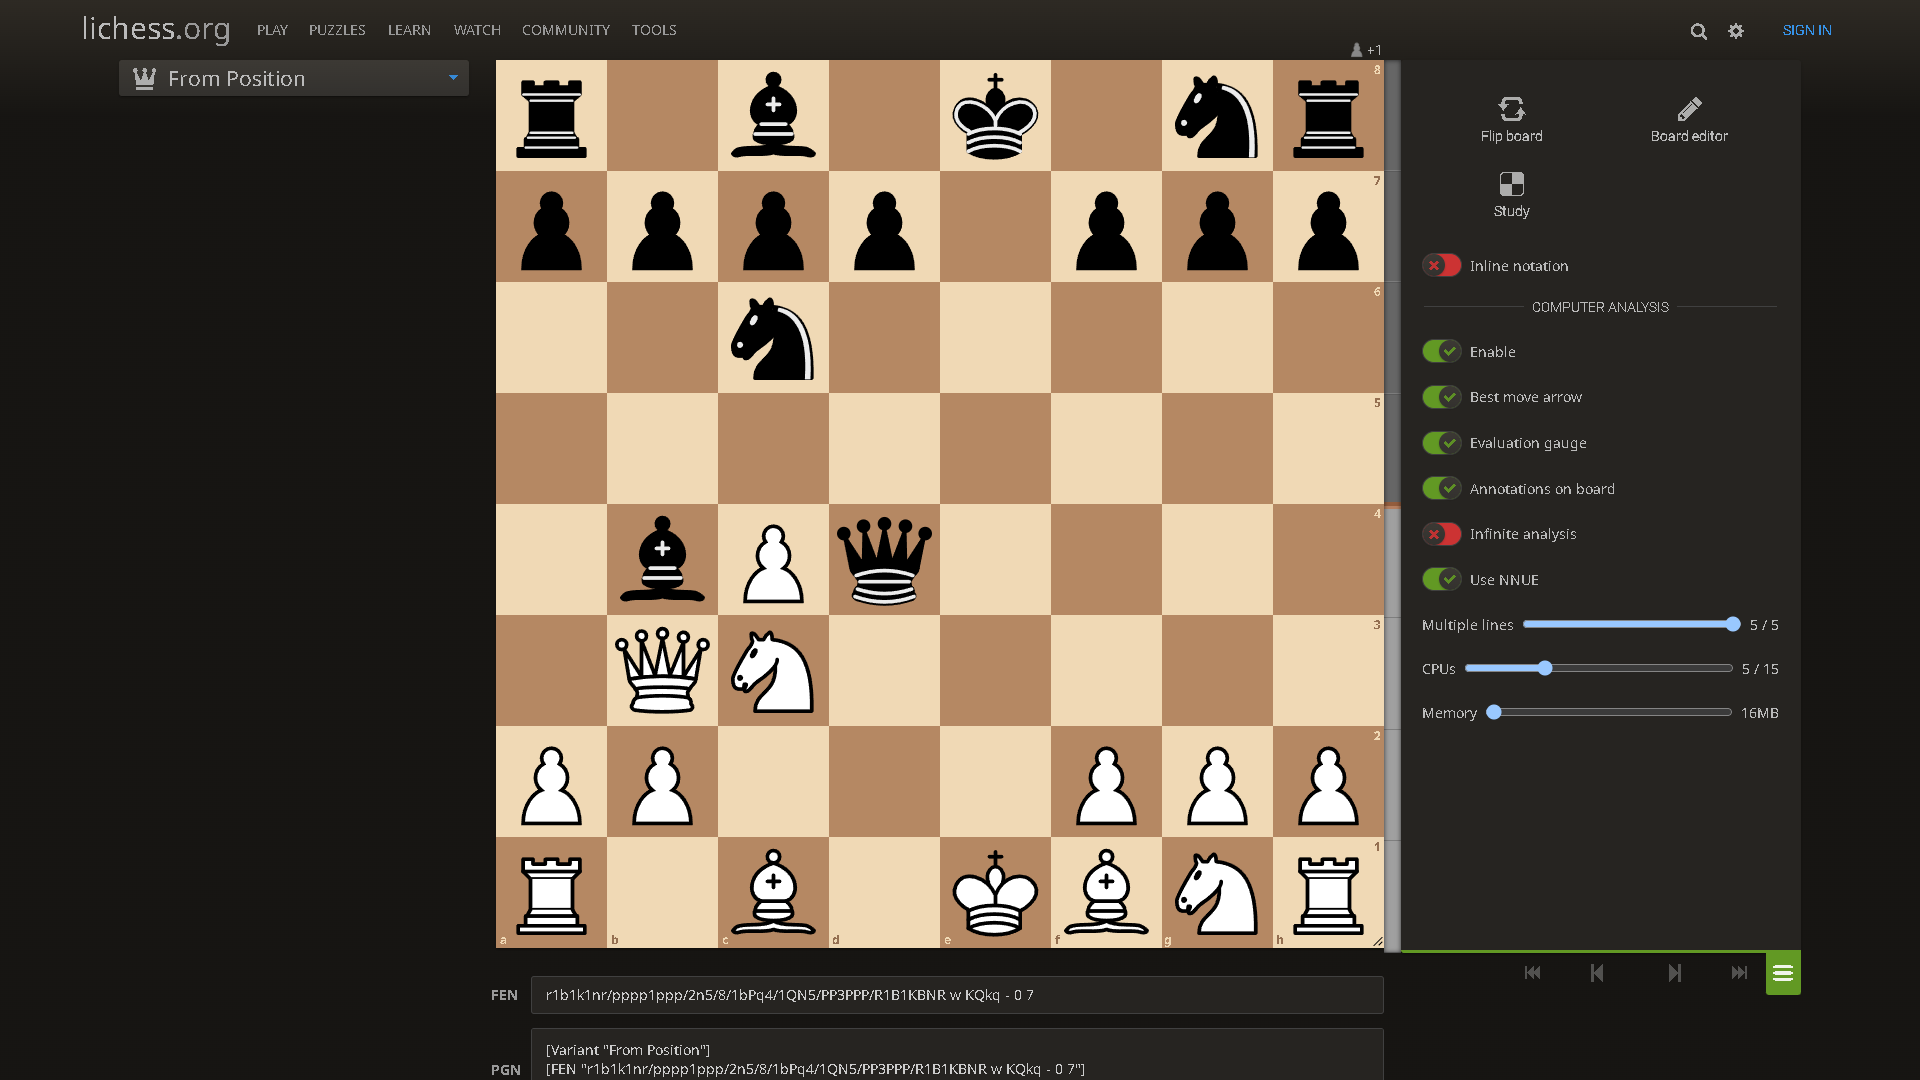 lichess.org PLAY PUZZLES LEARN WATCH COMMUNITY TOOLS SIGN IN
+1
From Position
8
7
6
5
4
3
2
1
a b c d e f g h
Flip board
Board editor
Study
Inline notation
COMPUTER ANALYSIS
Enable
Best move arrow
Evaluation gauge
Annotations on board
Infinite analysis
Use NNUE
Multiple lines 5 / 5
CPUs 5 / 15
Memory 16MB
FEN r1b1k1nr/pppp1ppp/2n5/8/1bPq4/1QN5/PP3PPP/R1B1KBNR w KQkq - 0 7
[Variant "From Position"]
PGN [FEN "r1b1k1nr/pppp1ppp/2n5/8/1bPq4/1QN5/PP3PPP/R1B1KBNR w KQkq - 0 7"]